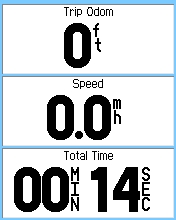 Trip Odom
0 ft
Speed
0.0 mh
Total Time
00 MIN 14 SEC